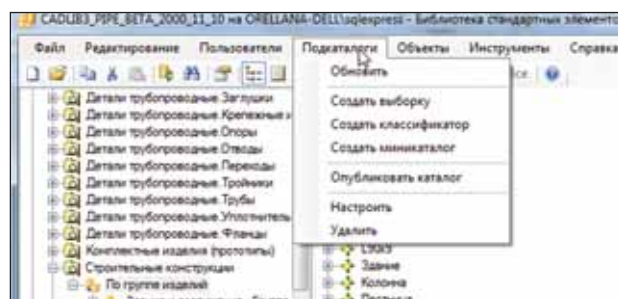 CADLIB3_PIPE_BETA_2000_11_10 на ORELLANA-DELL\sqlexpress - Библиотека стандартных элементо
Файл Редактирование Пользователи Подкаталоги Объекты Инструменты Справка
Обновить
Создать выборку
Создать классификатор
Создать миникаталог
Опубликовать каталог
Настроить
Удалить
Детали трубопроводные. Заглушки
Детали трубопроводные. Крепежные и
Детали трубопроводные. Опоры
Детали трубопроводные. Отводы
Детали трубопроводные. Переходы
Детали трубопроводные. Тройники
Детали трубопроводные. Трубы
Детали трубопроводные. Уплотнитель
Детали трубопроводные. Фланцы
Комплектные изделия (прототипы)
Строительные конструкции
По группе изделий
Здание
Колонна